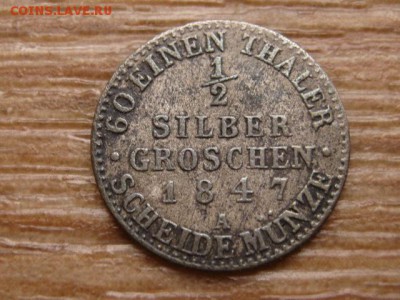 COINS.LAVE.RU
60 EINEN THALER
1/2
SILBER
GROSCHEN
1847
A
SCHEIDE MÜNZE